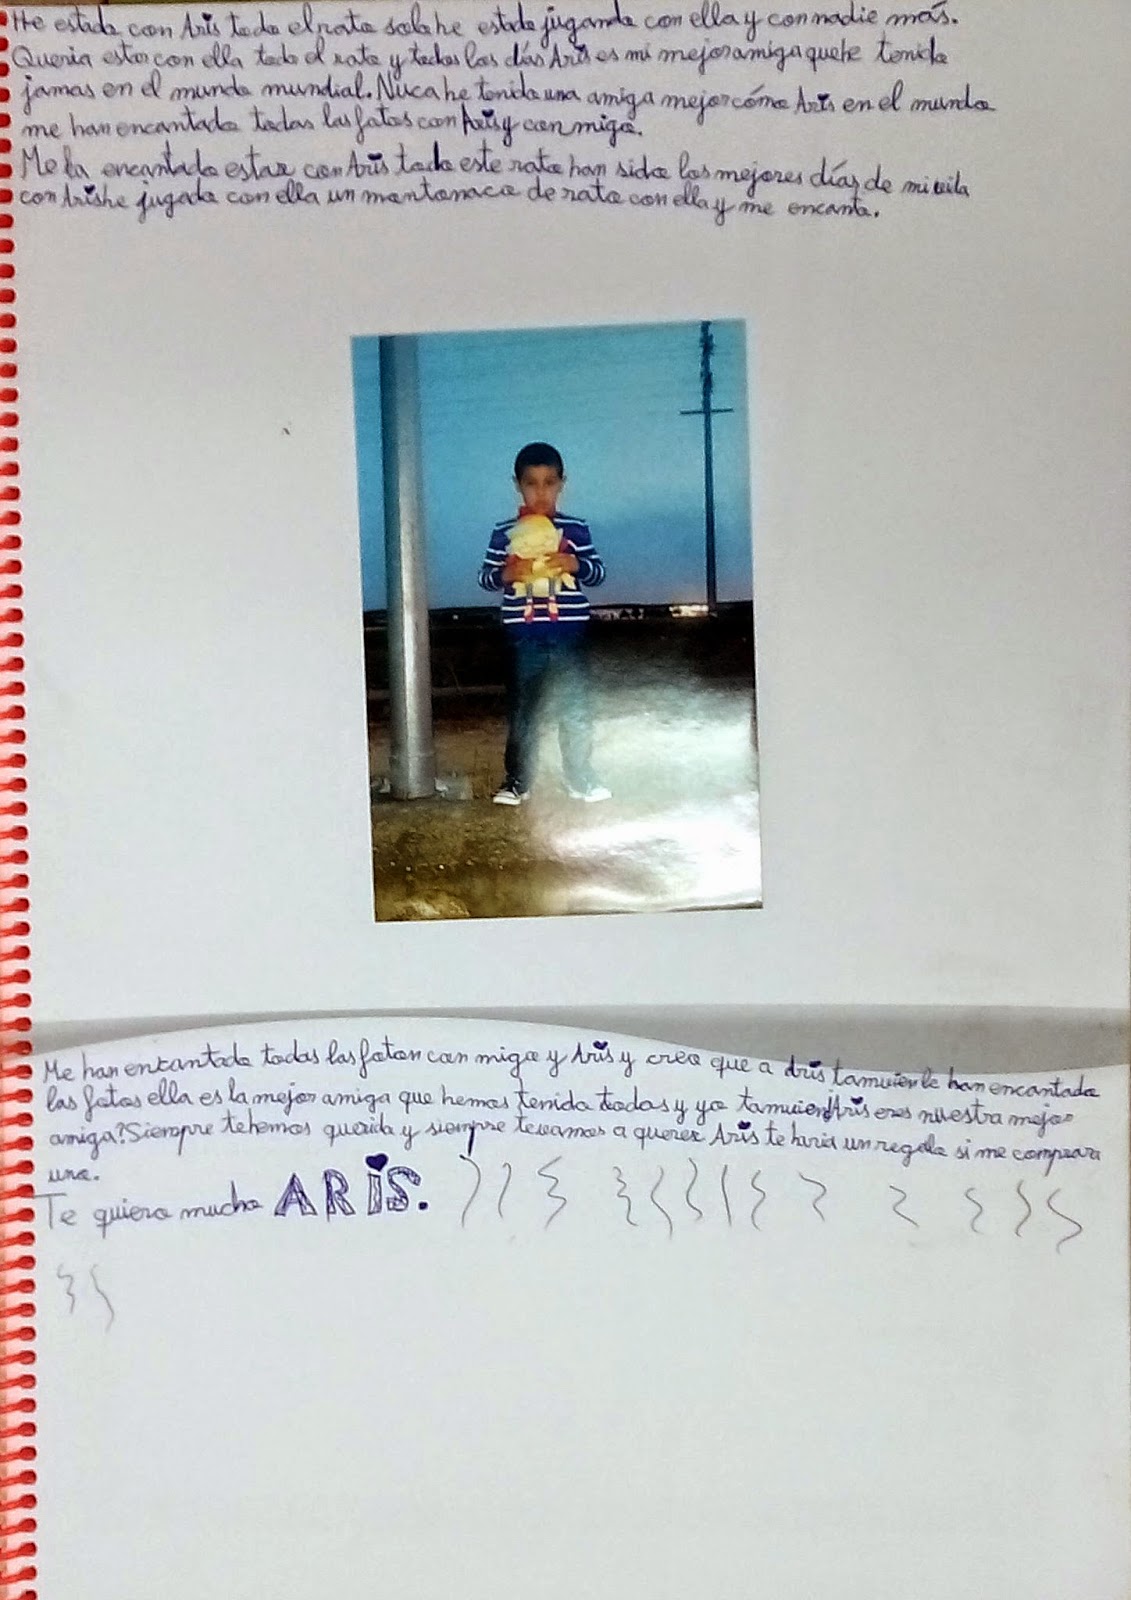 He estado con Aris todo el rato solo he estado jugando con ella y con nadie más.
Queria estar con ella todo el rato y todos los días Aris es mi mejor amiga que he tenido
jamas en el mundo mundial. Nuca he tenido una amiga mejor cómo Aris en el mundo
me han encantado todas las fotos con Aris y con migo.
Me ha encantado estar con Aris todo este rato han sido los mejores días de mi vida
con Aris he jugado con ella un montonaco de rato con ella y me encanta.
Me han encantado todas las foton con migo y Aris y creo que a Aris tamvien le han encantado
las fotos ella es la mejor amiga que hemos tenido todos y yo tamvien Aris eres nuestra mejor
amiga? Siempre te hemos querido y siempre te vamos a querer Aris te haria un regalo si me comprara
uno.
Te quiero mucho ARIS.